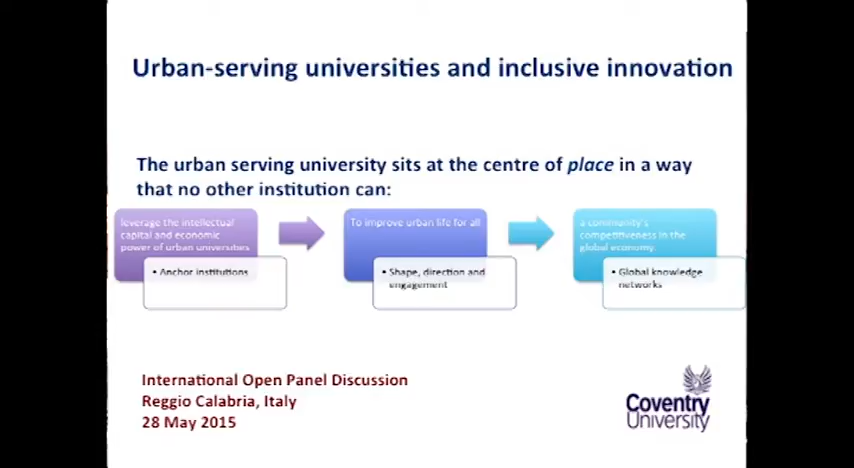 Urban-serving universities and inclusive innovation
The urban serving university sits at the centre of place in a way
that no other institution can:
leverage the intellectual
capital and economic
power of urban universities
• Anchor institutions
To improve urban life for all
• Shape, direction and
engagement
a community's
competitiveness in the
global economy.
• Global knowledge
networks
International Open Panel Discussion
Reggio Calabria, Italy
28 May 2015
Coventry
University